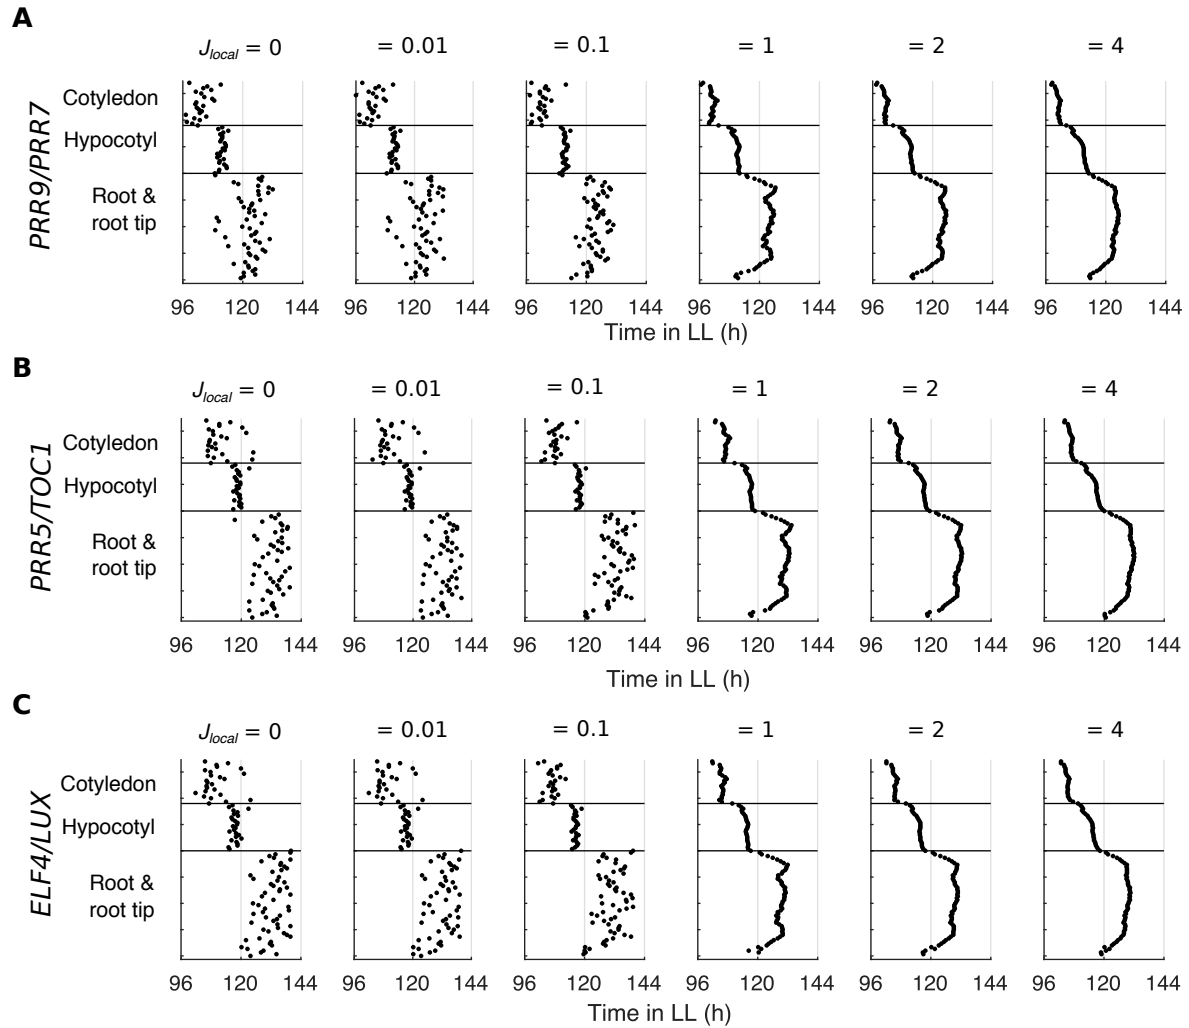 A
J_local = 0 = 0.01 = 0.1 = 1 = 2 = 4
PRR9/PRR7
Cotyledon
Hypocotyl
Root &
root tip
96 120 144 96 120 144 96 120 144 96 120 144 96 120 144 96 120 144
Time in LL (h)
B
J_local = 0 = 0.01 = 0.1 = 1 = 2 = 4
PRR5/TOC1
Cotyledon
Hypocotyl
Root &
root tip
96 120 144 96 120 144 96 120 144 96 120 144 96 120 144 96 120 144
Time in LL (h)
C
J_local = 0 = 0.01 = 0.1 = 1 = 2 = 4
ELF4/LUX
Cotyledon
Hypocotyl
Root &
root tip
96 120 144 96 120 144 96 120 144 96 120 144 96 120 144 96 120 144
Time in LL (h)